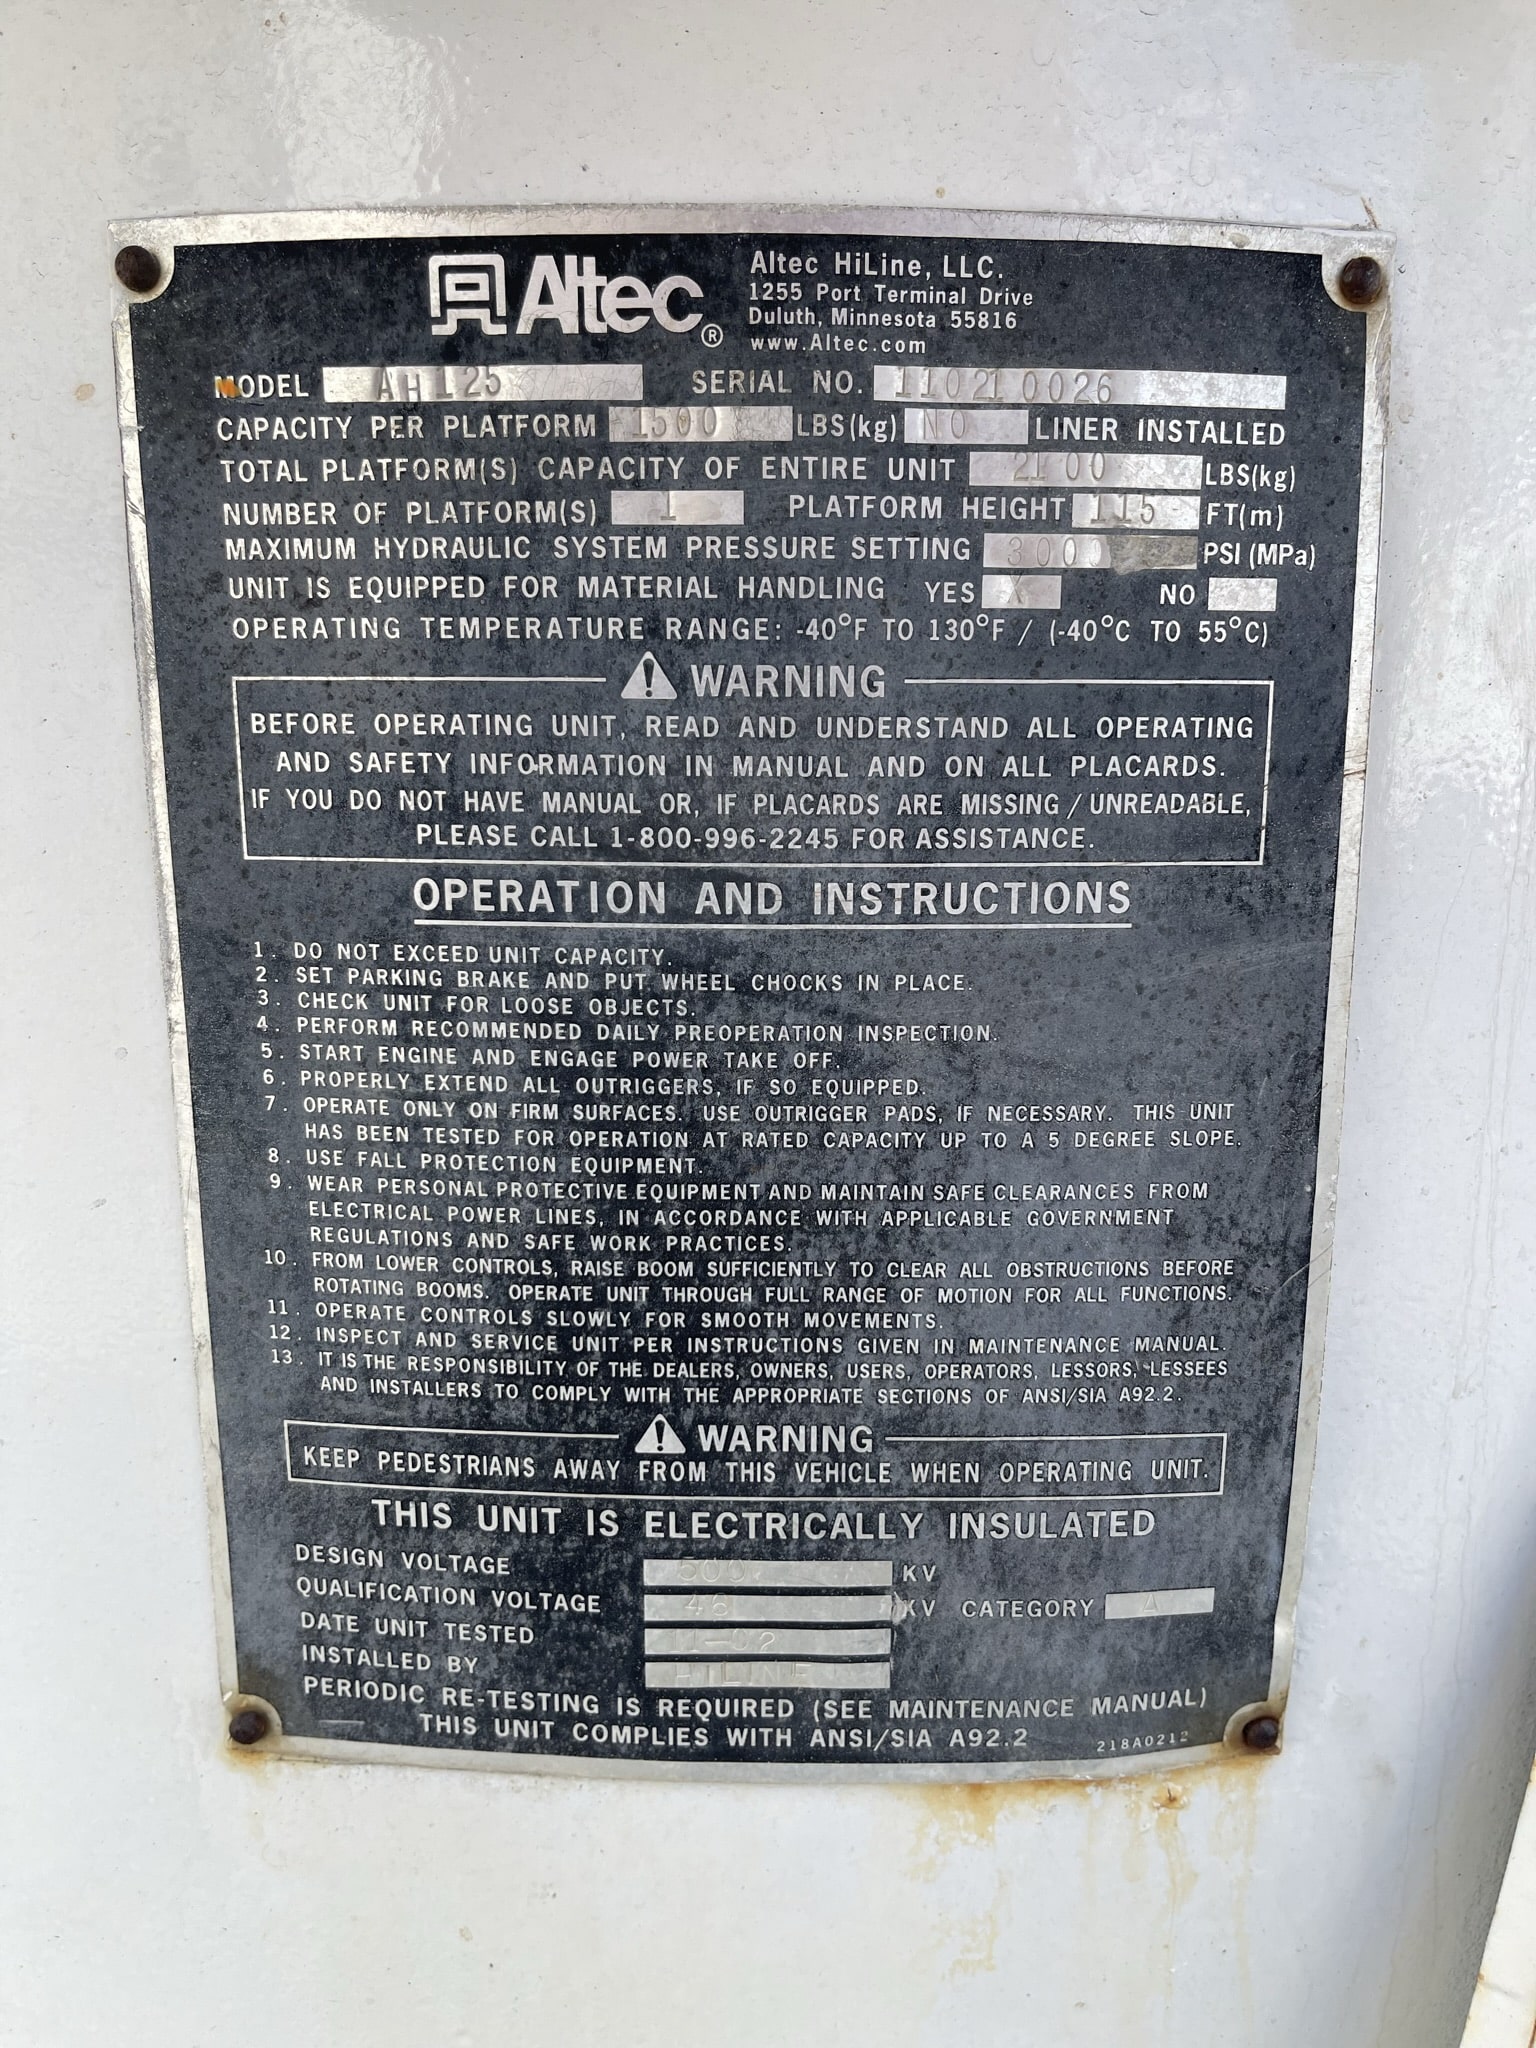 Altec®
Altec HiLine, LLC.
1255 Port Terminal Drive
Duluth, Minnesota 55816
www.Altec.com
MODEL AH125 SERIAL NO. 110210026
CAPACITY PER PLATFORM 1500 LBS(kg) NO LINER INSTALLED
TOTAL PLATFORM(S) CAPACITY OF ENTIRE UNIT 2100 LBS(kg)
NUMBER OF PLATFORM(S) 1 PLATFORM HEIGHT 115 FT(m)
MAXIMUM HYDRAULIC SYSTEM PRESSURE SETTING 3000 PSI (MPa)
UNIT IS EQUIPPED FOR MATERIAL HANDLING YES X NO
OPERATING TEMPERATURE RANGE: -40°F TO 130°F / (-40°C TO 55°C)
WARNING
BEFORE OPERATING UNIT, READ AND UNDERSTAND ALL OPERATING
AND SAFETY INFORMATION IN MANUAL AND ON ALL PLACARDS.
IF YOU DO NOT HAVE MANUAL OR, IF PLACARDS ARE MISSING / UNREADABLE,
PLEASE CALL 1-800-996-2245 FOR ASSISTANCE.
OPERATION AND INSTRUCTIONS
1. DO NOT EXCEED UNIT CAPACITY.
2. SET PARKING BRAKE AND PUT WHEEL CHOCKS IN PLACE.
3. CHECK UNIT FOR LOOSE OBJECTS.
4. PERFORM RECOMMENDED DAILY PREOPERATION INSPECTION.
5. START ENGINE AND ENGAGE POWER TAKE OFF.
6. PROPERLY EXTEND ALL OUTRIGGERS, IF SO EQUIPPED.
7. OPERATE ONLY ON FIRM SURFACES. USE OUTRIGGER PADS, IF NECESSARY. THIS UNIT
HAS BEEN TESTED FOR OPERATION AT RATED CAPACITY UP TO A 5 DEGREE SLOPE.
8. USE FALL PROTECTION EQUIPMENT.
9. WEAR PERSONAL PROTECTIVE EQUIPMENT AND MAINTAIN SAFE CLEARANCES FROM
ELECTRICAL POWER LINES, IN ACCORDANCE WITH APPLICABLE GOVERNMENT
REGULATIONS AND SAFE WORK PRACTICES.
10. FROM LOWER CONTROLS, RAISE BOOM SUFFICIENTLY TO CLEAR ALL OBSTRUCTIONS BEFORE
ROTATING BOOMS. OPERATE UNIT THROUGH FULL RANGE OF MOTION FOR ALL FUNCTIONS.
11. OPERATE CONTROLS SLOWLY FOR SMOOTH MOVEMENTS.
12. INSPECT AND SERVICE UNIT PER INSTRUCTIONS GIVEN IN MAINTENANCE MANUAL.
13. IT IS THE RESPONSIBILITY OF THE DEALERS, OWNERS, USERS, OPERATORS, LESSORS, LESSEES
AND INSTALLERS TO COMPLY WITH THE APPROPRIATE SECTIONS OF ANSI/SIA A92.2.
WARNING
KEEP PEDESTRIANS AWAY FROM THIS VEHICLE WHEN OPERATING UNIT.
THIS UNIT IS ELECTRICALLY INSULATED
DESIGN VOLTAGE 500 KV
QUALIFICATION VOLTAGE 46 KV CATEGORY A
DATE UNIT TESTED 11-02
INSTALLED BY HILINE
PERIODIC RE-TESTING IS REQUIRED (SEE MAINTENANCE MANUAL)
THIS UNIT COMPLIES WITH ANSI/SIA A92.2
218A0212